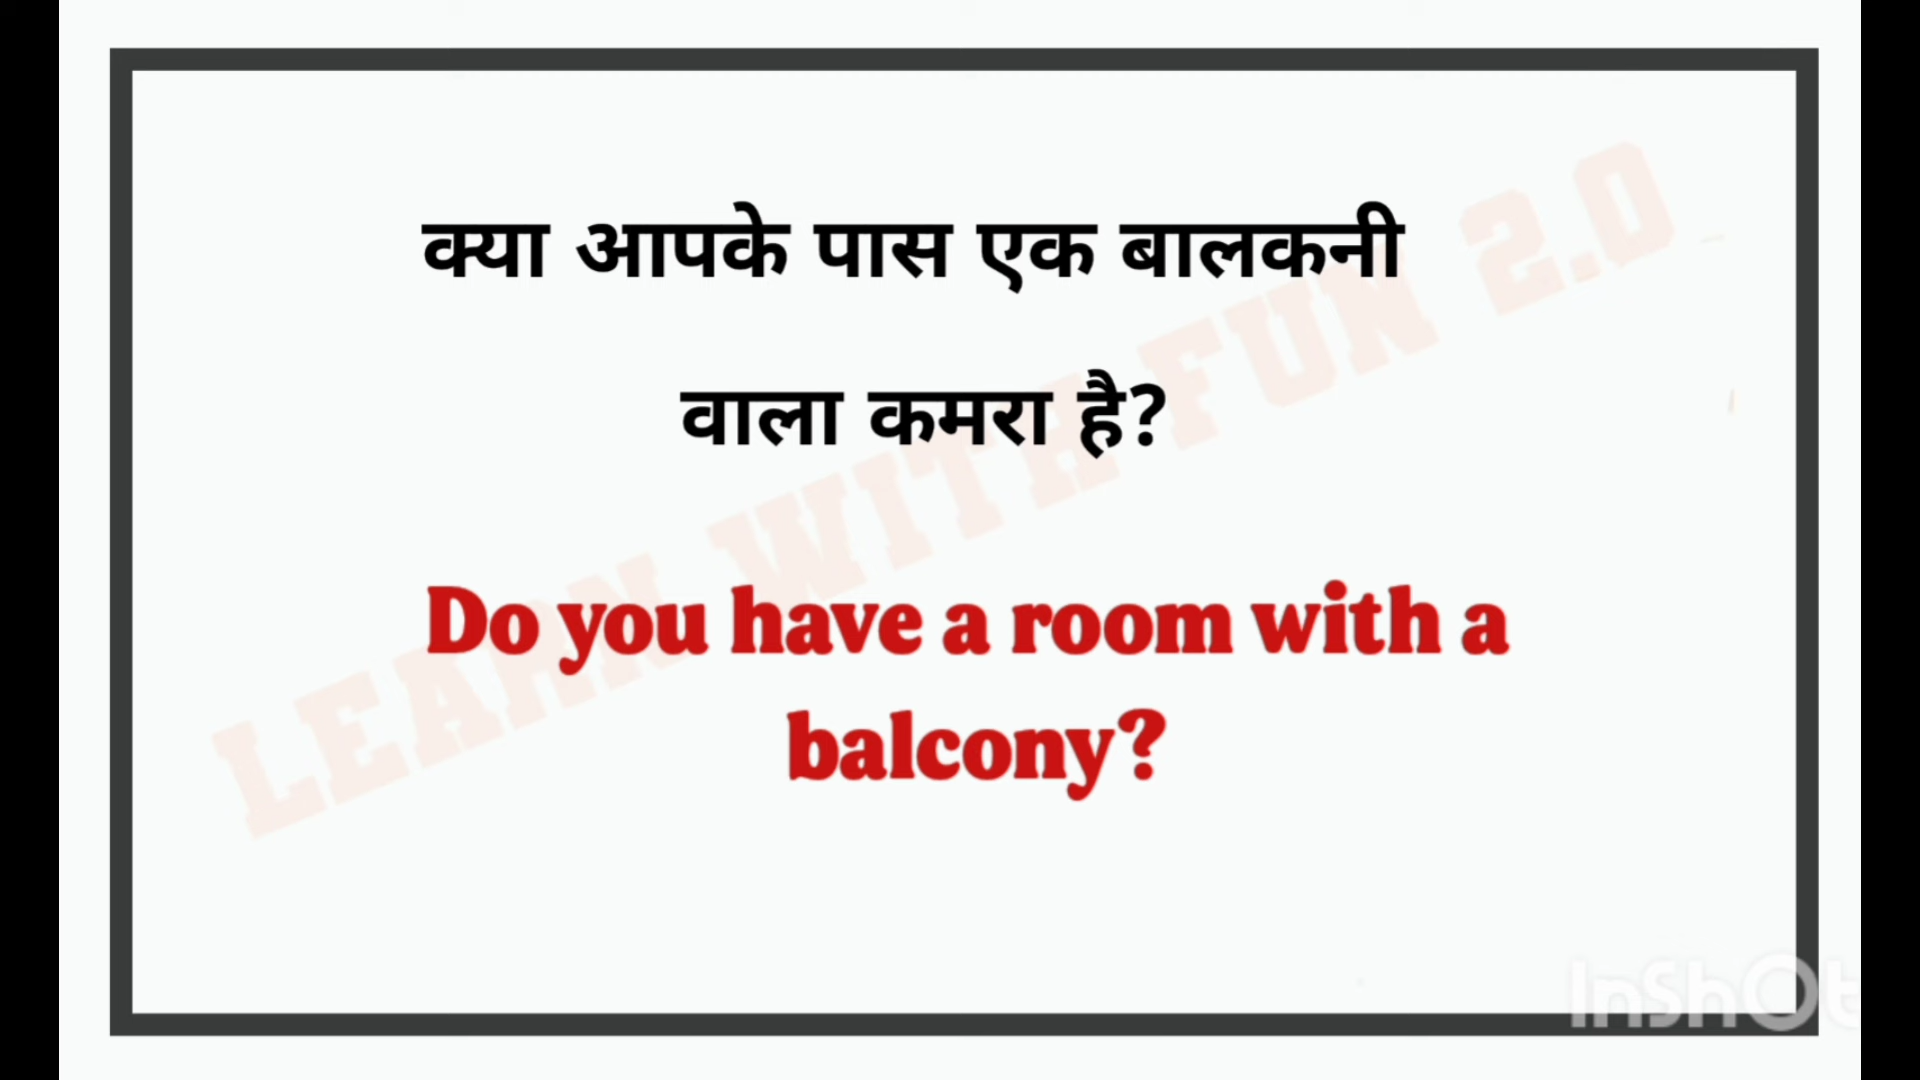 क्या आपके पास एक बालकनी
वाला कमरा है?
Do you have a room with a
balcony?
LEARN WITH FUN 2.0
InShOt